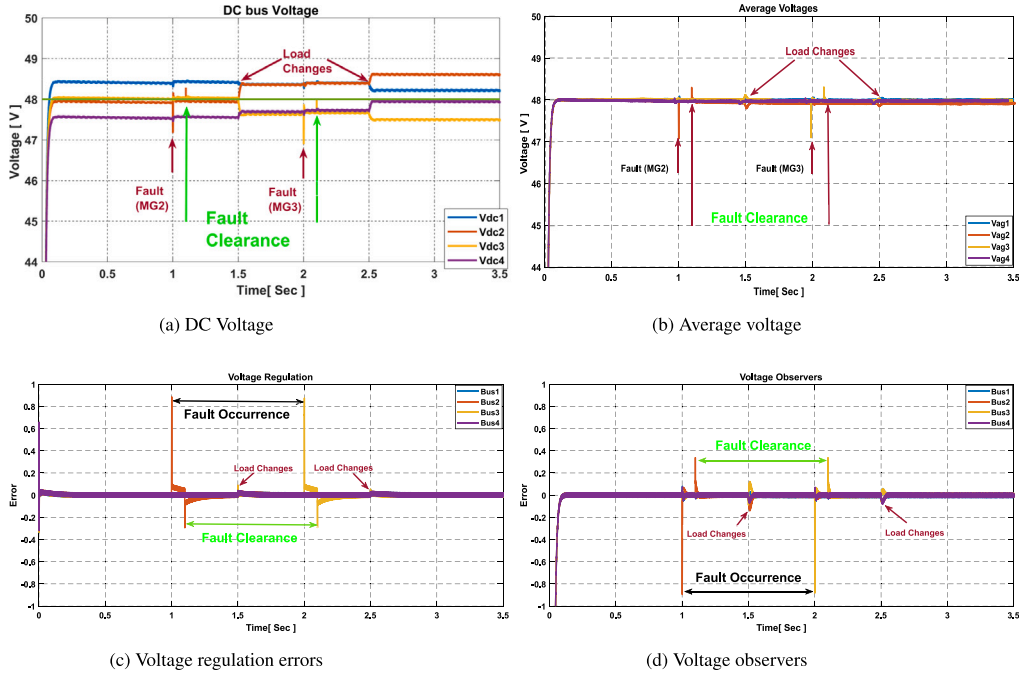 DC bus Voltage
50
49
48
47
46
45
44
Voltage [ V ]
Load
Changes
Fault
(MG2)
Fault
(MG3)
Fault
Clearance
Vdc1
Vdc2
Vdc3
Vdc4
0
0.5
1
1.5
2
2.5
3
3.5
Time[ Sec ]
(a) DC Voltage
Average Voltages
50
49
48
47
46
45
44
Voltage [ V ]
Load Changes
Fault (MG2)
Fault (MG3)
Fault Clearance
Vag1
Vag2
Vag3
Vag4
0
0.5
1
1.5
2
2.5
3
3.5
Time[ Sec ]
(b) Average voltage
Voltage Regulation
1
0.8
0.6
0.4
0.2
0
-0.2
-0.4
-0.6
-0.8
-1
Error
Bus1
Bus2
Bus3
Bus4
Fault Occurrence
Load Changes
Load Changes
Fault Clearance
0
0.5
1
1.5
2
2.5
3
3.5
Time[ Sec ]
(c) Voltage regulation errors
Voltage Observers
1
0.8
0.6
0.4
0.2
0
-0.2
-0.4
-0.6
-0.8
-1
Error
Bus1
Bus2
Bus3
Bus4
Fault Clearance
Load Changes
Load Changes
Fault Occurrence
0
0.5
1
1.5
2
2.5
3
3.5
Time[ Sec ]
(d) Voltage observers